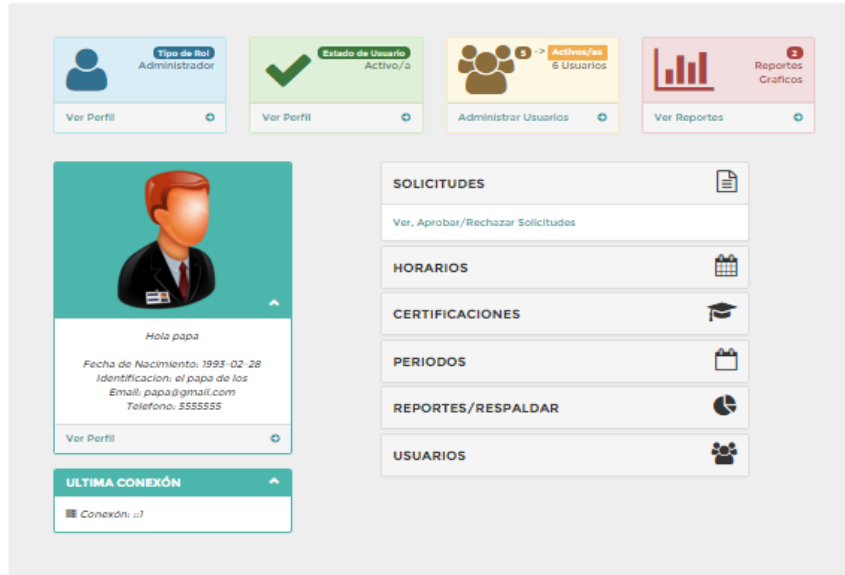 Tipo de Rol
Administrador
Ver Perfil
Estado de Usuario
Activo/a
Ver Perfil
5 -> Activos/as
6 Usuarios
Administrar Usuarios
2
Reportes
Graficos
Ver Reportes
Hola papa
Fecha de Nacimiento: 1993-02-28
Identificacion: el papa de los
Email: papa@gmail.com
Telefono: 5555555
Ver Perfil
ULTIMA CONEXÓN
Conexón: ::1
SOLICITUDES
Ver, Aprobar/Rechazar Solicitudes
HORARIOS
CERTIFICACIONES
PERIODOS
REPORTES/RESPALDAR
USUARIOS